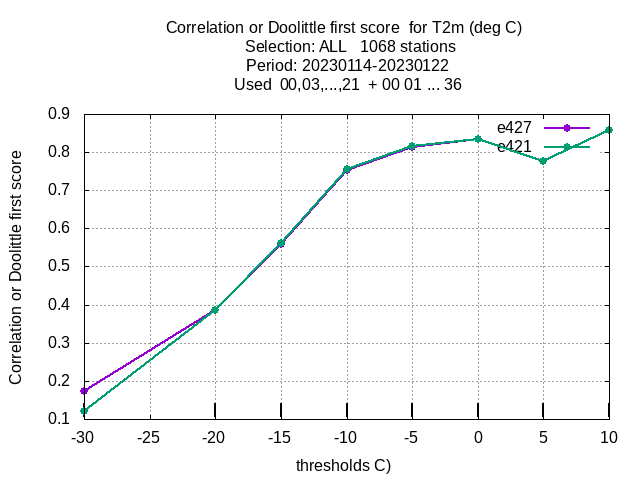 Correlation or Doolittle first score  for T2m (deg C)
Selection: ALL   1068 stations
Period: 20230114-20230122
Used  00,03,...,21  + 00 01 ... 36
e427
e421
Correlation or Doolittle first score
0.9
0.8
0.7
0.6
0.5
0.4
0.3
0.2
0.1
-30 -25 -20 -15 -10 -5 0 5 10
thresholds C)